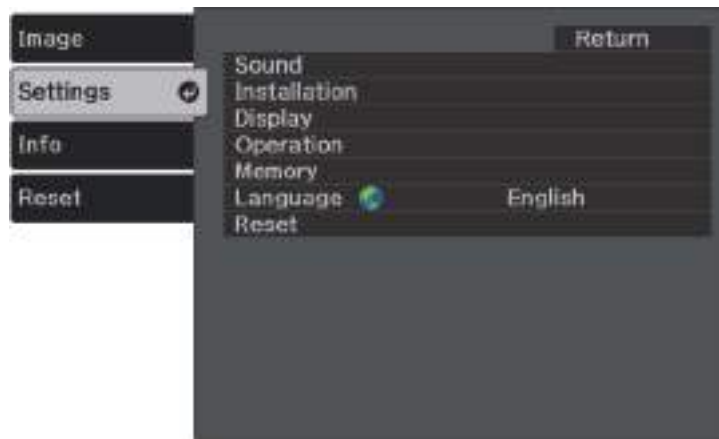 Image
Settings
Info
Reset
Return
Sound
Installation
Display
Operation
Memory
Language English
Reset